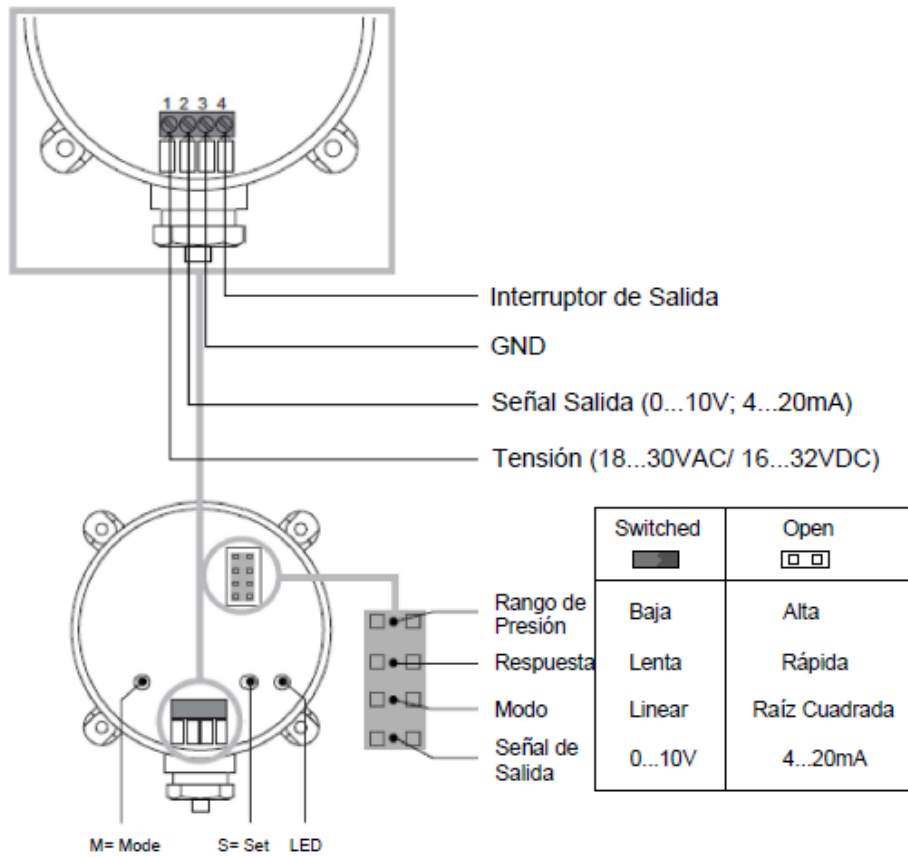 1 2 3 4
Interruptor de Salida
GND
Señal Salida (0...10V; 4...20mA)
Tensión (18...30VAC/ 16...32VDC)
Switched Open
Rango de
Presión
Baja Alta
Respuesta Lenta Rápida
Modo Linear Raíz Cuadrada
Señal de
Salida
0...10V 4...20mA
M= Mode S= Set LED